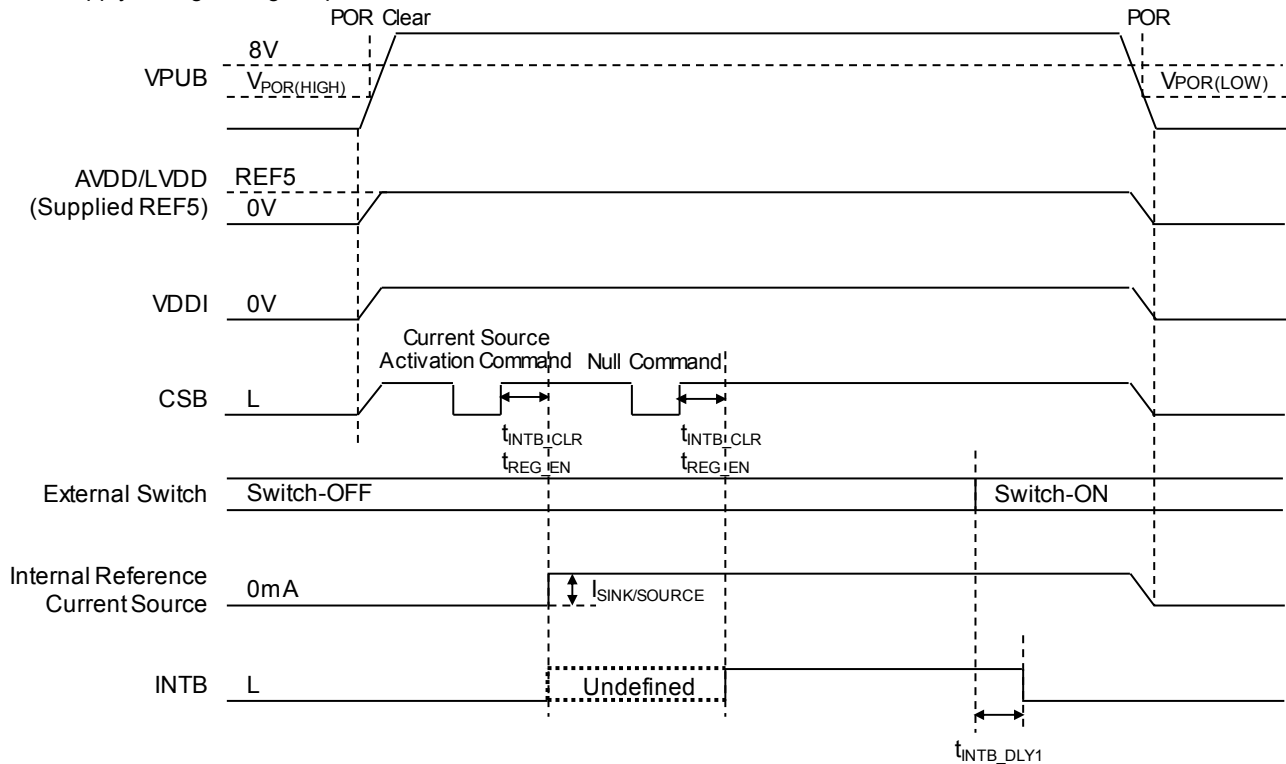 POR Clear
POR
8V
VPUB
VPOR(HIGH)
VPOR(LOW)
AVDD/LVDD
(Supplied REF5)
REF5
0V
VDDI
0V
Current Source
Activation Command
Null Command
CSB
L
tINTB_CLR
tREG_EN
tINTB_CLR
tREG_EN
External Switch
Switch-OFF
Switch-ON
Internal Reference
Current Source
0mA
ISINK/SOURCE
INTB
L
Undefined
tINTB_DLY1